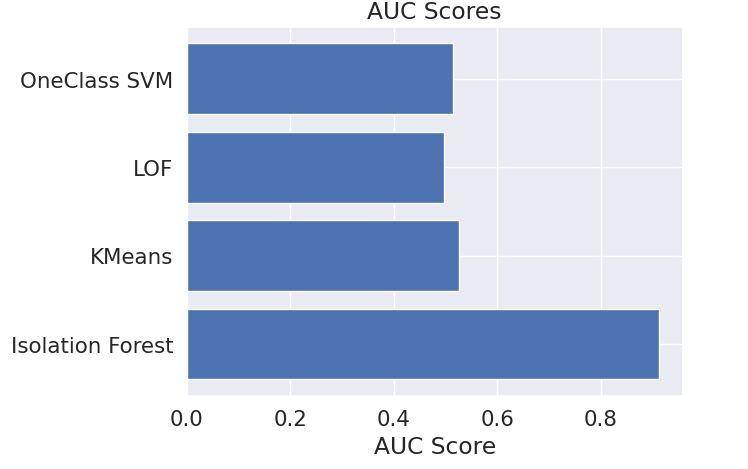 AUC Scores
OneClass SVM
LOF
KMeans
Isolation Forest
0.0 0.2 0.4 0.6 0.8
AUC Score